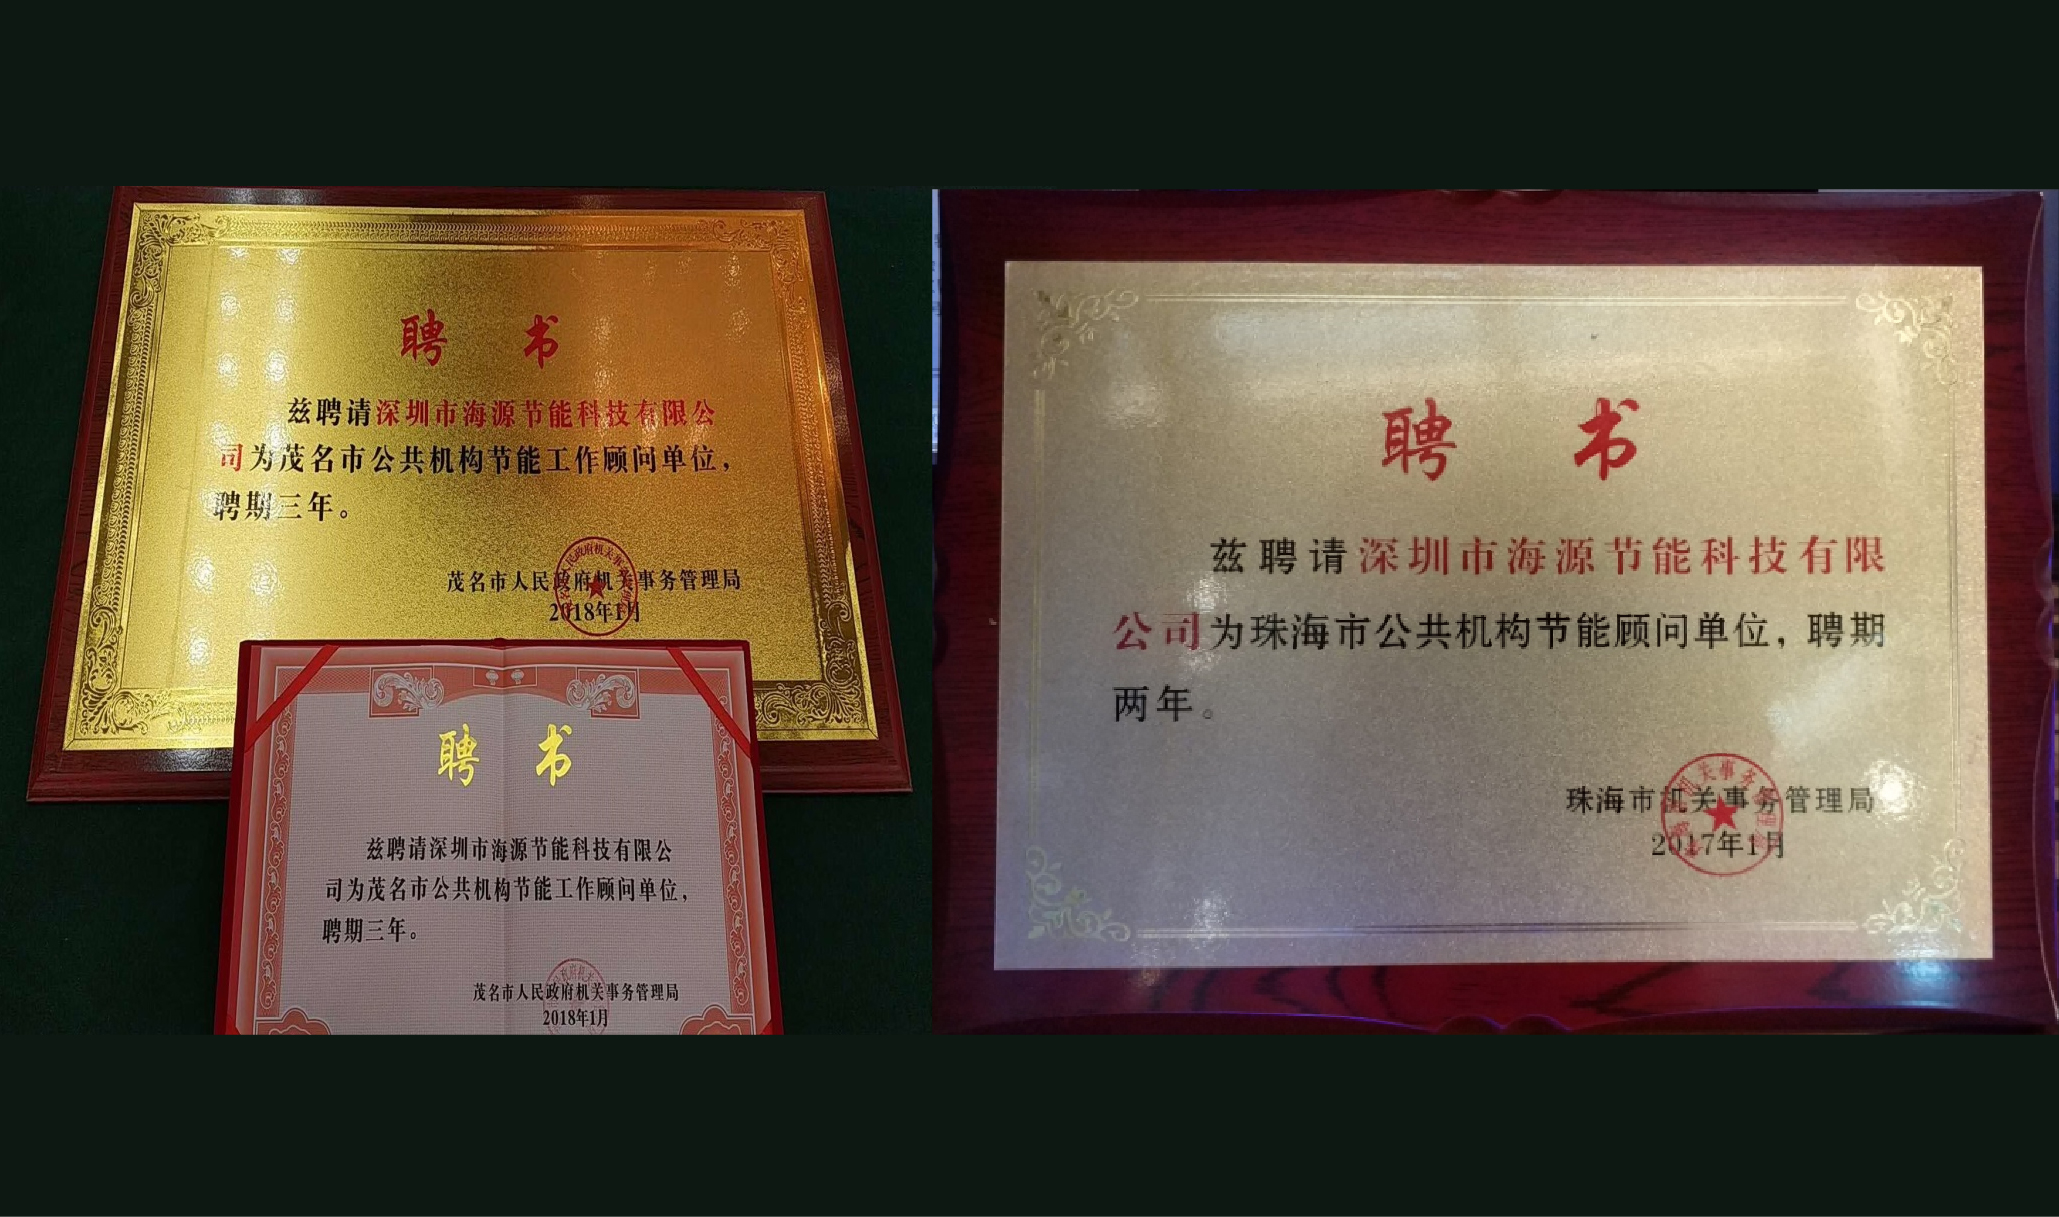 聘 书
兹聘请深圳市海源节能科技有限公
司为茂名市公共机构节能工作顾问单位，
聘期三年。
茂名市人民政府机关事务管理局
2018年1月
聘 书
兹聘请深圳市海源节能科技有限公
司为茂名市公共机构节能工作顾问单位，
聘期三年。
茂名市人民政府机关事务管理局
2018年1月
聘 书
兹聘请深圳市海源节能科技有限
公司为珠海市公共机构节能顾问单位，聘期
两年。
珠海市机关事务管理局
2017年1月